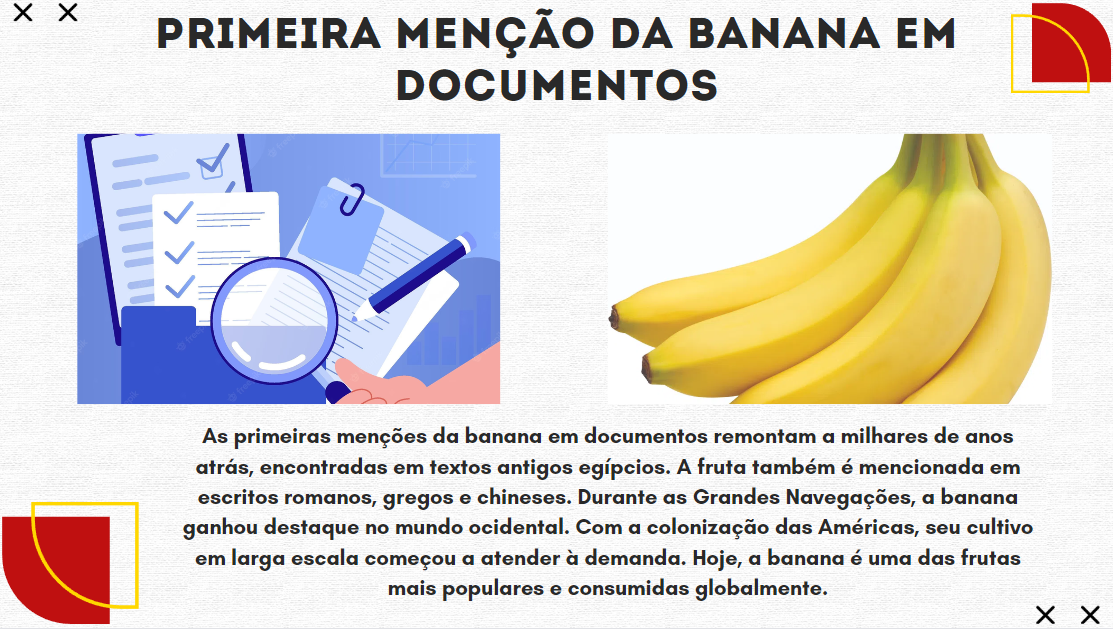 PRIMEIRA MENÇÃO DA BANANA EM
DOCUMENTOS
As primeiras menções da banana em documentos remontam a milhares de anos
atrás, encontradas em textos antigos egípcios. A fruta também é mencionada em
escritos romanos, gregos e chineses. Durante as Grandes Navegações, a banana
ganhou destaque no mundo ocidental. Com a colonização das Américas, seu cultivo
em larga escala começou a atender à demanda. Hoje, a banana é uma das frutas
mais populares e consumidas globalmente.